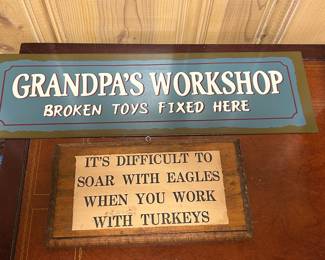 GRANDPA'S WORKSHOP
BROKEN TOYS FIXED HERE
IT'S DIFFICULT TO
SOAR WITH EAGLES
WHEN YOU WORK
WITH TURKEYS